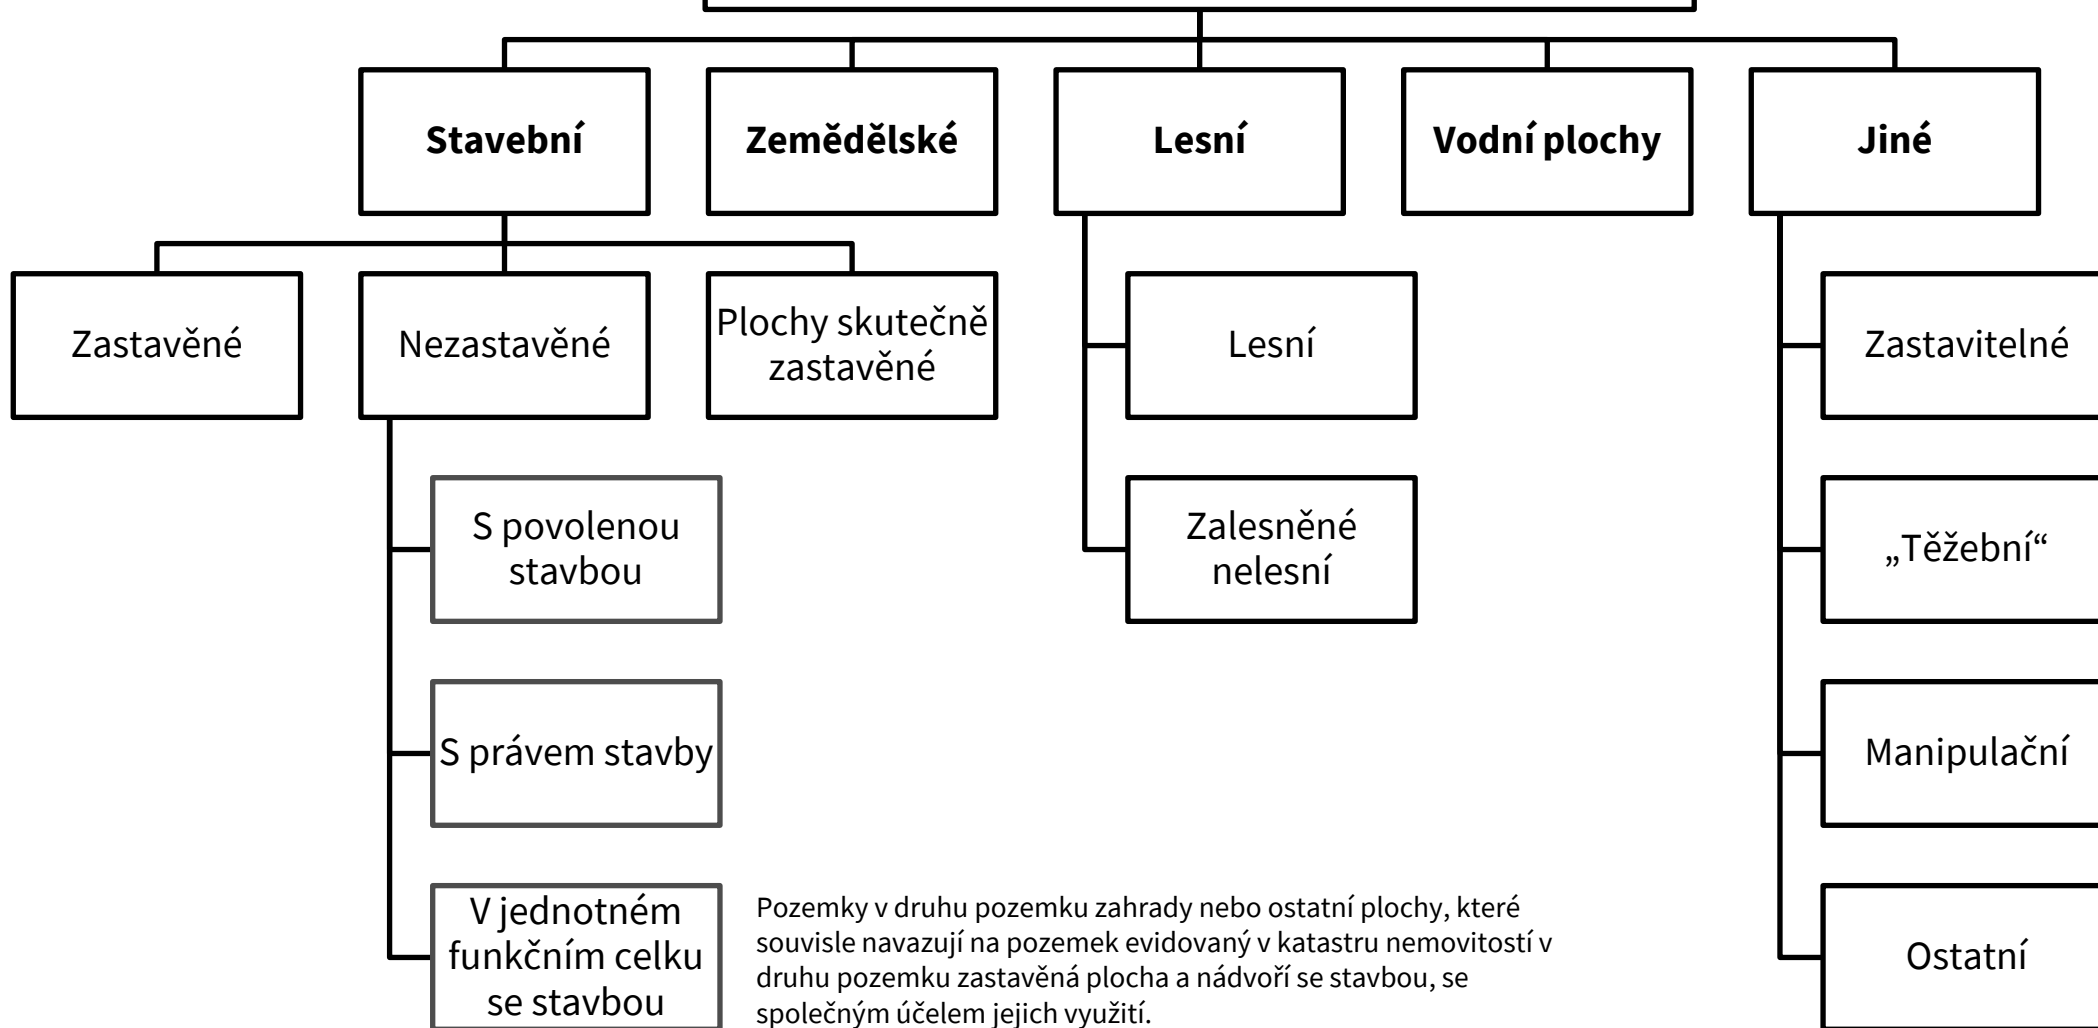 Stavební
Zemědělské
Lesní
Vodní plochy
Jiné
Zastavěné
Nezastavěné
Plochy skutečně
zastavěné
Lesní
Zastavitelné
S povolenou
stavbou
Zalesněné
nelesní
„Těžební“
S právem stavby
Manipulační
V jednotném
funkčním celku
se stavbou
Pozemky v druhu pozemku zahrady nebo ostatní plochy, které
souvisle navazují na pozemek evidovaný v katastru nemovitostí v
druhu pozemku zastavěná plocha a nádvoří se stavbou, se
společným účelem jejich využití.
Ostatní